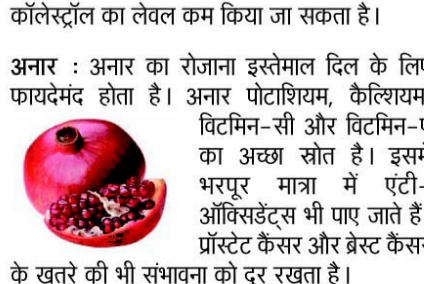 कॉलेस्ट्रॉल का लेवल कम किया जा सकता है।
अनार : अनार का रोजाना इस्तेमाल दिल के लिए
फायदेमंद होता है। अनार पोटाशियम, कैल्शियम
विटमिन-सी और विटमिन-ए
का अच्छा स्रोत है। इसमें
भरपूर मात्रा में एंटी-
ऑक्सिडेंट्स भी पाए जाते हैं
प्रॉस्टेट कैंसर और ब्रेस्ट कैंसर
के खतरे की भी संभावना को दूर रखता है।